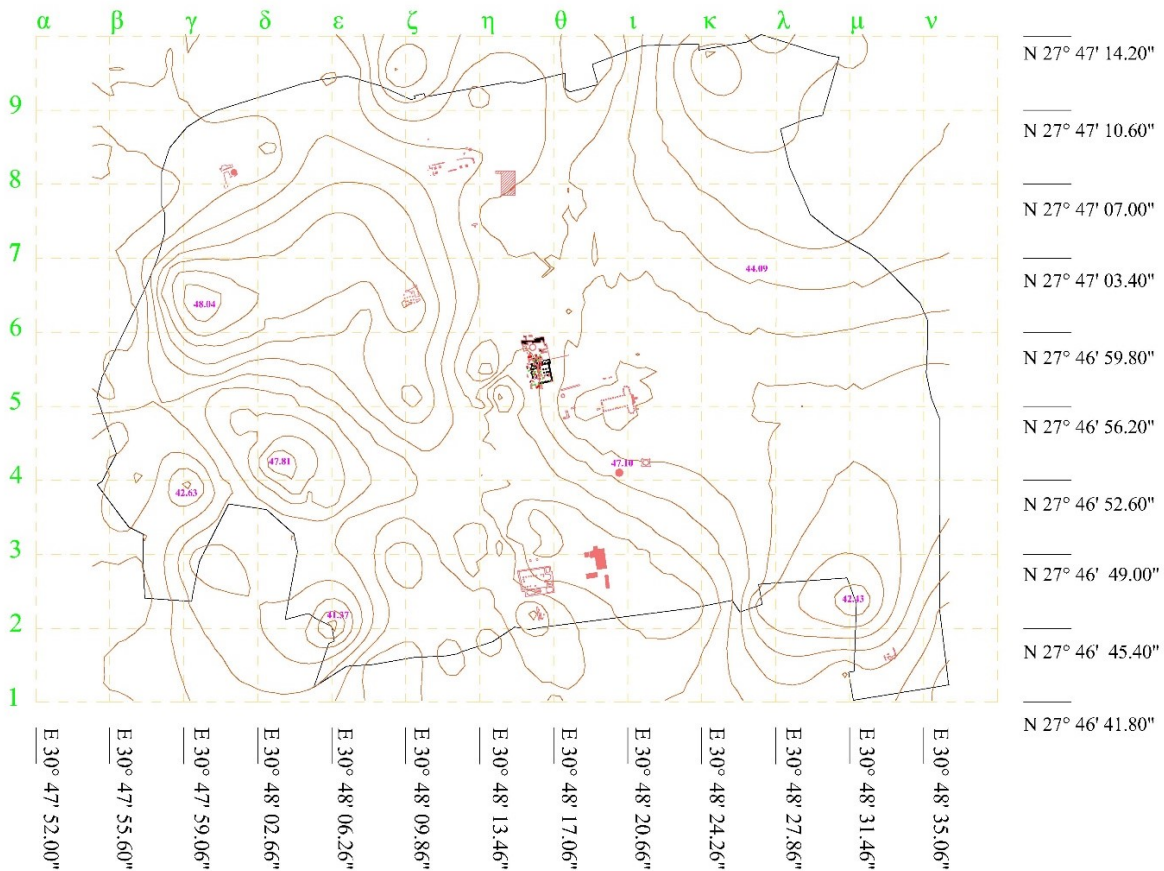 α β γ δ ε ζ η θ ι κ λ μ ν
N 27° 47' 14.20"
9
N 27° 47' 10.60"
8
N 27° 47' 07.00"
7
44.09
N 27° 47' 03.40"
48.04
6
N 27° 46' 59.80"
5
N 27° 46' 56.20"
47.81
47.10
4
42.63
N 27° 46' 52.60"
3
N 27° 46' 49.00"
42.43
41.37
2
N 27° 46' 45.40"
1
N 27° 46' 41.80"
E 30° 47' 52.00"
E 30° 47' 55.60"
E 30° 47' 59.06"
E 30° 48' 02.66"
E 30° 48' 06.26"
E 30° 48' 09.86"
E 30° 48' 13.46"
E 30° 48' 17.06"
E 30° 48' 20.66"
E 30° 48' 24.26"
E 30° 48' 27.86"
E 30° 48' 31.46"
E 30° 48' 35.06"